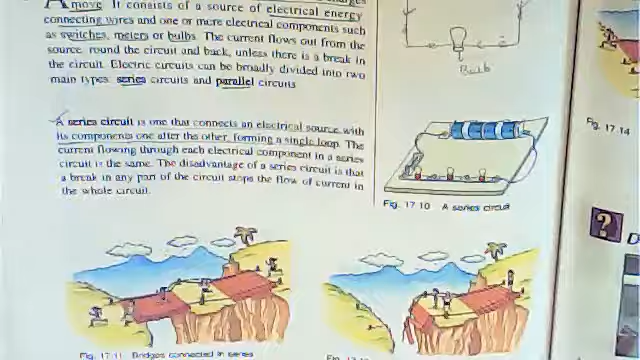 move. It consists of a source of electrical energy
connecting wires and one or more electrical components such
as switches, meters or bulbs. The current flows out from the
source round the circuit and back, unless there is a break in
the circuit. Electric circuits can be broadly divided into two
main types: series circuits and parallel circuits
A series circuit is one that connects an electrical source with
its components one after the other, forming a single loop. The
current flowing through each electrical component in a series
circuit is the same. The disadvantage of a series circuit is that
a break in any part of the circuit stops the flow of current in
the whole circuit.
Bulb
Fig. 17.10 A series circuit
Fig. 17.11 Bridges connected in series
Fig. 17.14
?
D